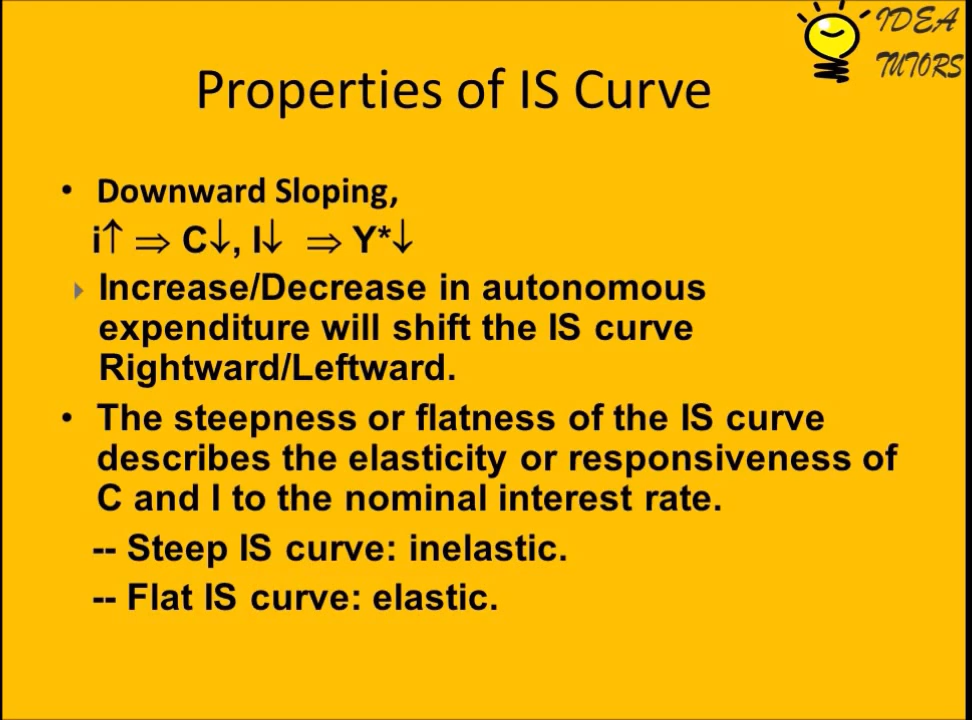 IDEA
TUTORS
Properties of IS Curve
• Downward Sloping,
i↑ ⇒ C↓, I↓ ⇒ Y*↓
Increase/Decrease in autonomous
expenditure will shift the IS curve
Rightward/Leftward.
• The steepness or flatness of the IS curve
describes the elasticity or responsiveness of
C and I to the nominal interest rate.
-- Steep IS curve: inelastic.
-- Flat IS curve: elastic.